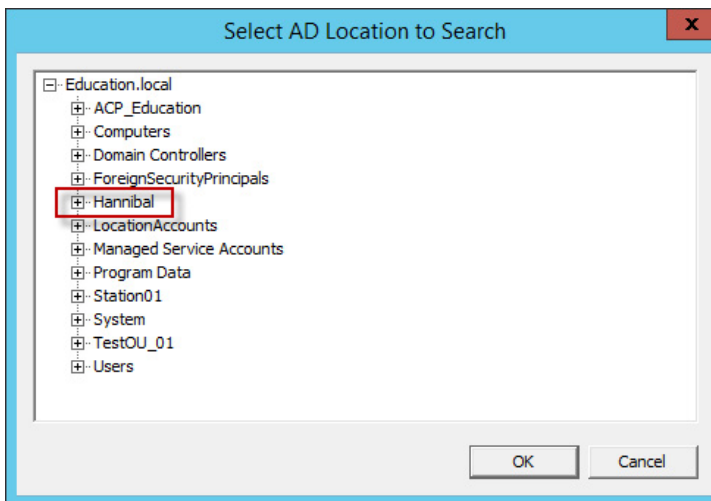 Select AD Location to Search
x
Education.local
ACP_Education
Computers
Domain Controllers
ForeignSecurityPrincipals
Hannibal
LocationAccounts
Managed Service Accounts
Program Data
Station01
System
TestOU_01
Users
OK Cancel